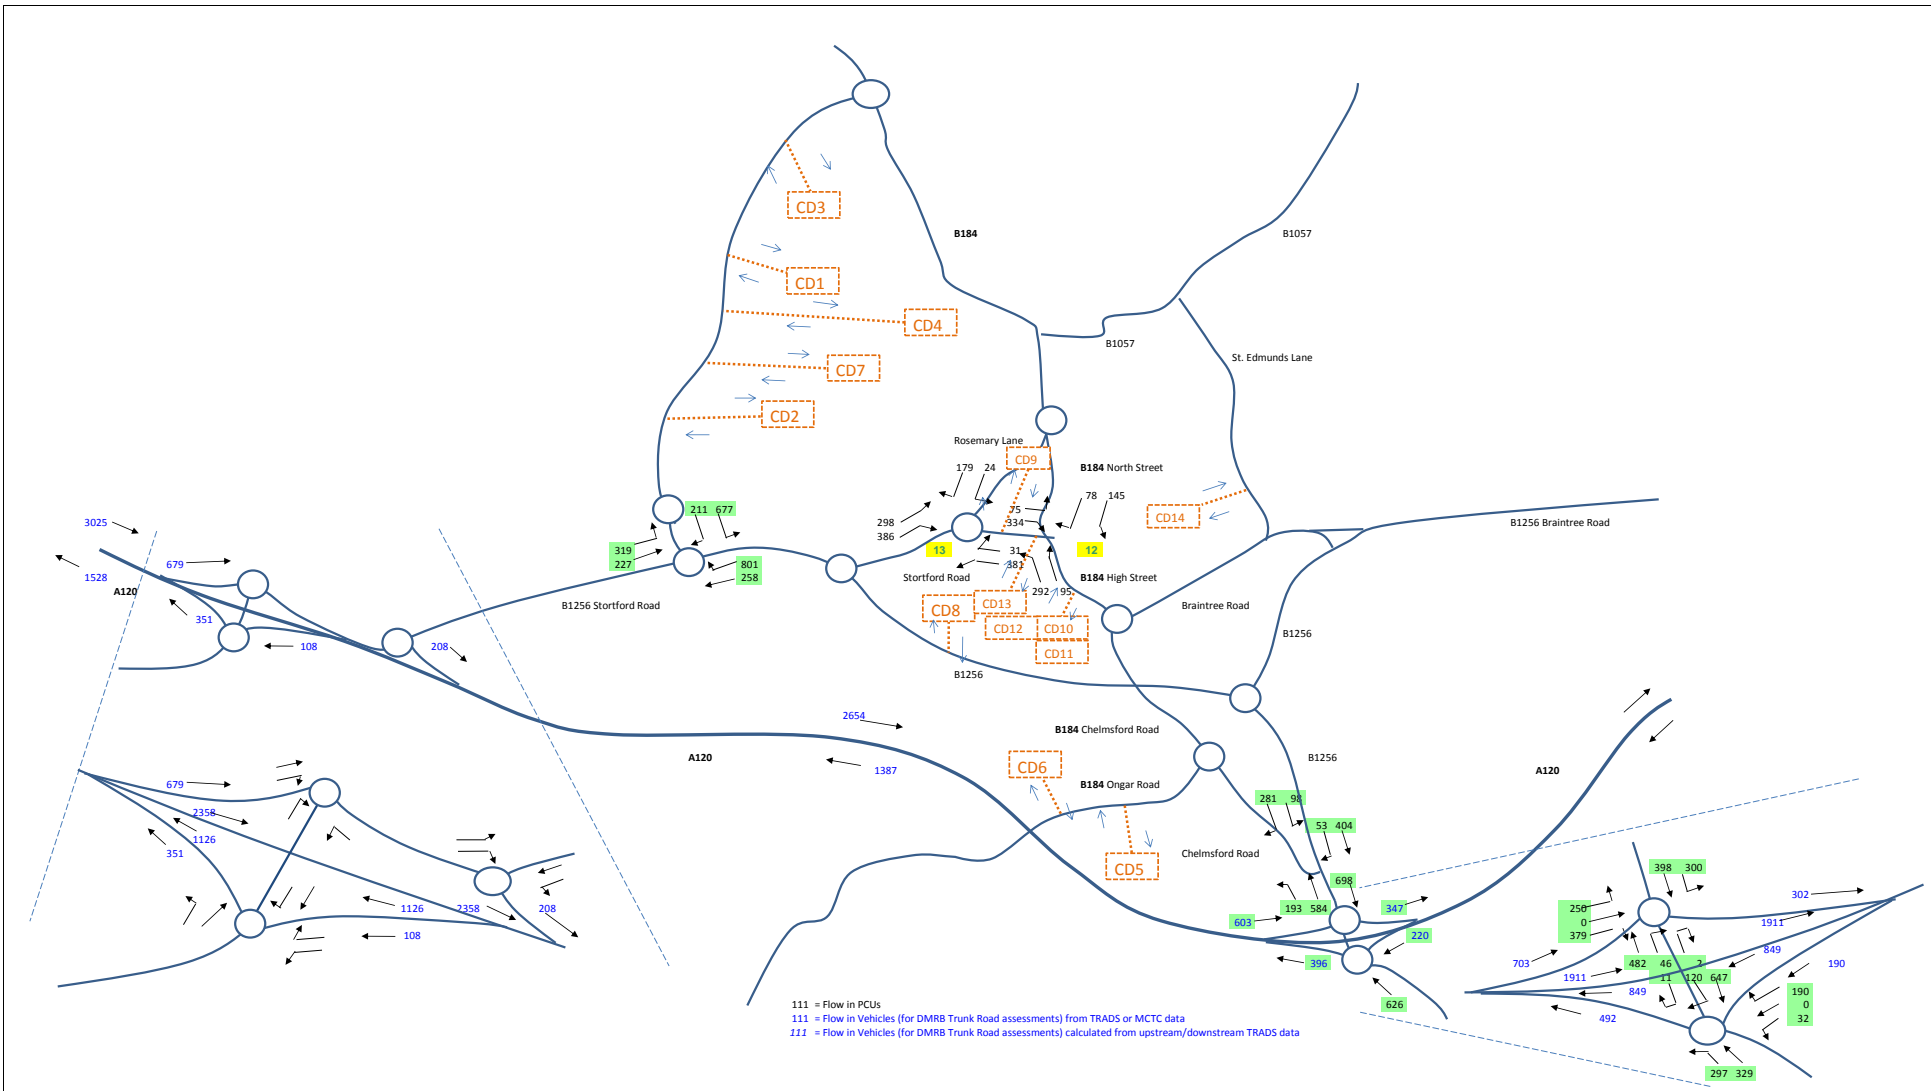 CD3
B184
B1057
CD1
CD4
B1057
St. Edmunds Lane
CD7
CD2
Rosemary Lane
CD9
B184 North Street
179 24
78 145
CD14
211 677
75
298
334
386
3025
B1256 Braintree Road
13
12
319
227
31
381
679
801
258
1528
A120
Stortford Road
B184 High Street
292 95
B1256 Stortford Road
CD8
CD13
Braintree Road
351
CD12
CD10
B1256
108
208
CD11
B1256
2654
B184 Chelmsford Road
A120
1387
B1256
A120
CD6
B184 Ongar Road
679
281 98
2358
53 404
1126
351
Chelmsford Road
CD5
398 300
698
302
1126
2358
208
193 584
347
250
0
379
603
1911
108
220
849
396
703
482 46 2
190
1911
11 120 647
849
190
0
32
626
492
111 = Flow in PCUs
111 = Flow in Vehicles (for DMRB Trunk Road assessments) from TRADS or MCTC data
111 = Flow in Vehicles (for DMRB Trunk Road assessments) calculated from upstream/downstream TRADS data
297 329